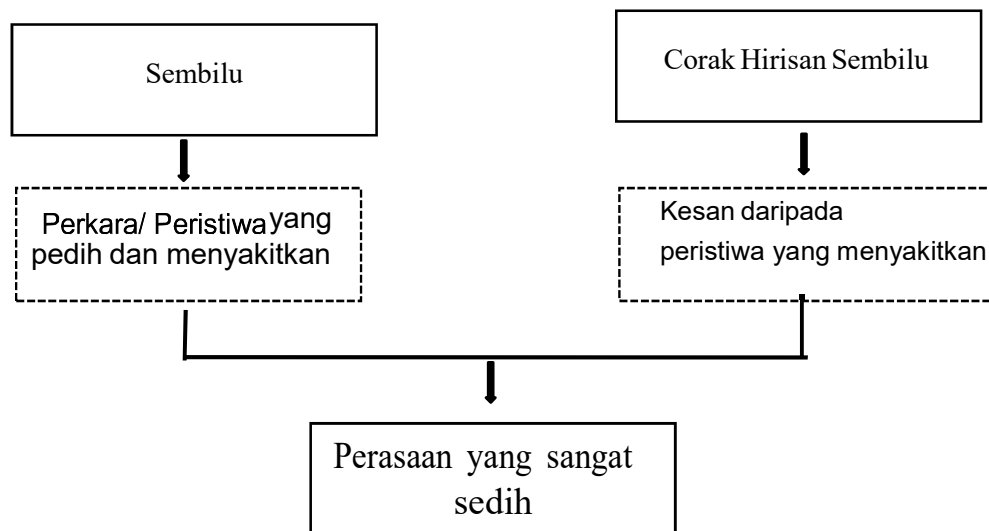 Sembilu
Corak Hirisan Sembilu
Perkara/ Peristiwa yang
pedih dan menyakitkan
Kesan daripada
peristiwa yang menyakitkan
Perasaan yang sangat
sedih